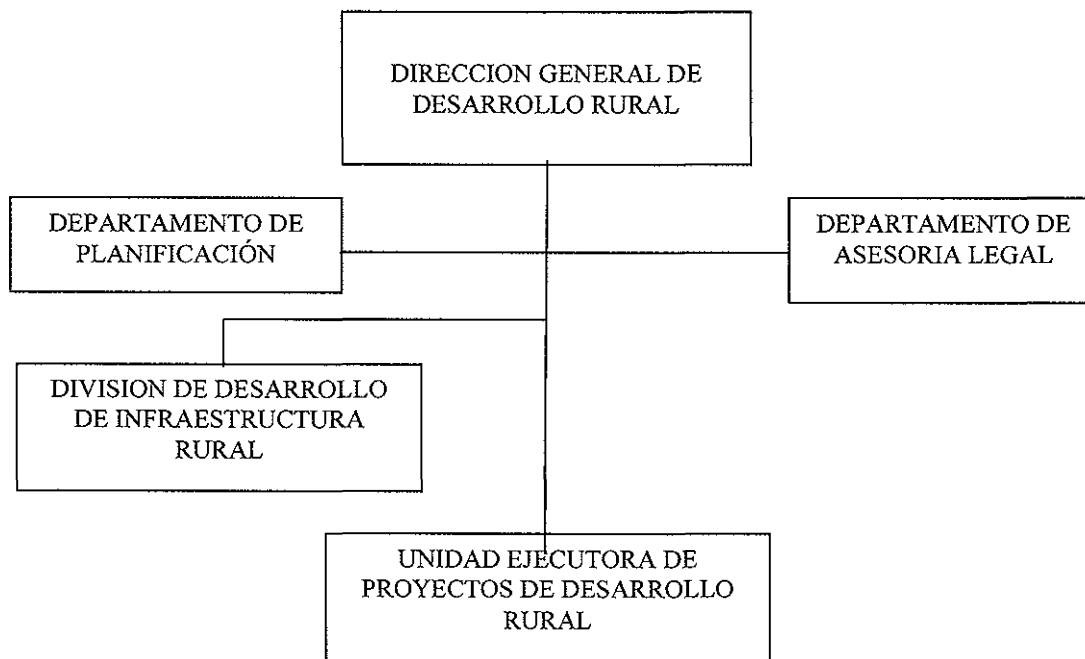 DIRECCION GENERAL DE
DESARROLLO RURAL
DEPARTAMENTO DE
PLANIFICACIÓN
DEPARTAMENTO DE
ASESORIA LEGAL
DIVISION DE DESARROLLO
DE INFRAESTRUCTURA
RURAL
UNIDAD EJECUTORA DE
PROYECTOS DE DESARROLLO
RURAL